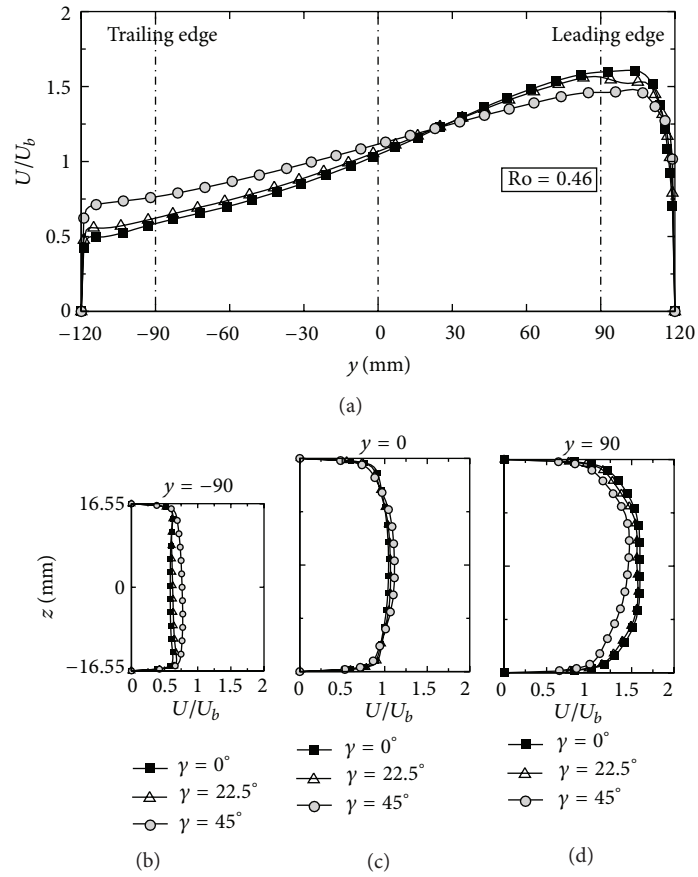 2
Trailing edge
Leading edge
1.5
1
0.5
0
U/U_b
Ro = 0.46
−120 −90 −60 −30 0 30 60 90 120
y (mm)
(a)
y = −90
y = 0
y = 90
16.55
0
−16.55
z (mm)
0 0.5 1 1.5 2
U/U_b
0 0.5 1 1.5 2
U/U_b
0.5 1 1.5 2
U/U_b
γ = 0°
γ = 22.5°
γ = 45°
(b)
γ = 0°
γ = 22.5°
γ = 45°
(c)
γ = 0°
γ = 22.5°
γ = 45°
(d)